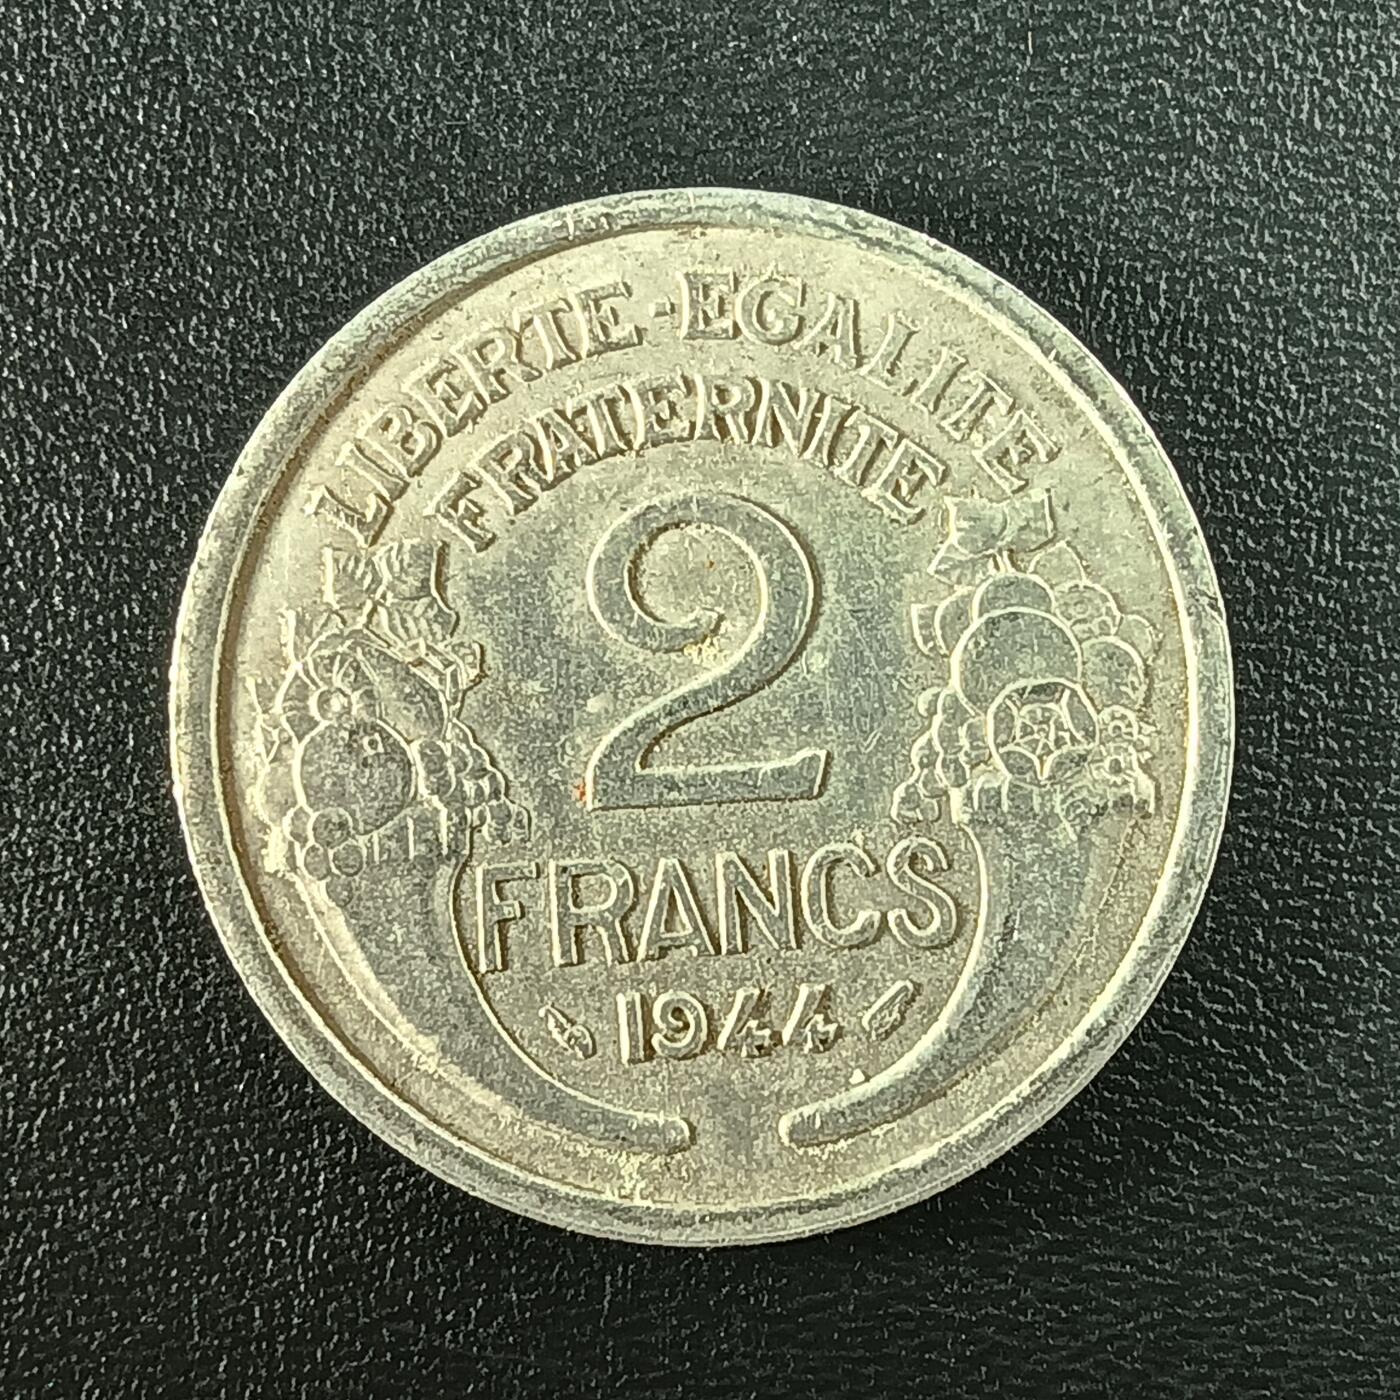 LIBERTE-EGALITE
FRATERNITE
2
FRANCS
1944